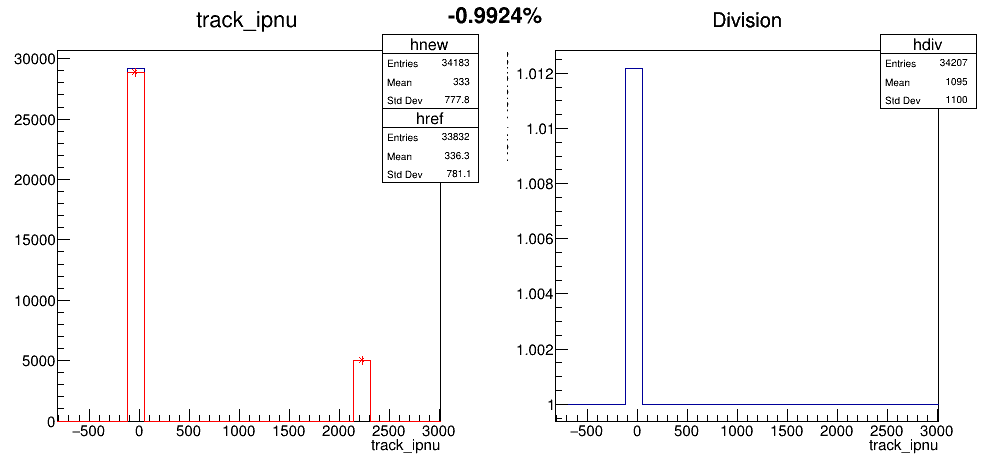 track_ipnu
-0.9924%
Division
hnew
Entries 34183
Mean 333
Std Dev 777.8
href
Entries 33832
Mean 336.3
Std Dev 781.1
30000
25000
20000
15000
10000
5000
0
−500 0 500 1000 1500 2000 2500 3000
track_ipnu
hdiv
Entries 34207
Mean 1095
Std Dev 1100
1.012
1.01
1.008
1.006
1.004
1.002
1
−500 0 500 1000 1500 2000 2500 3000
track_ipnu